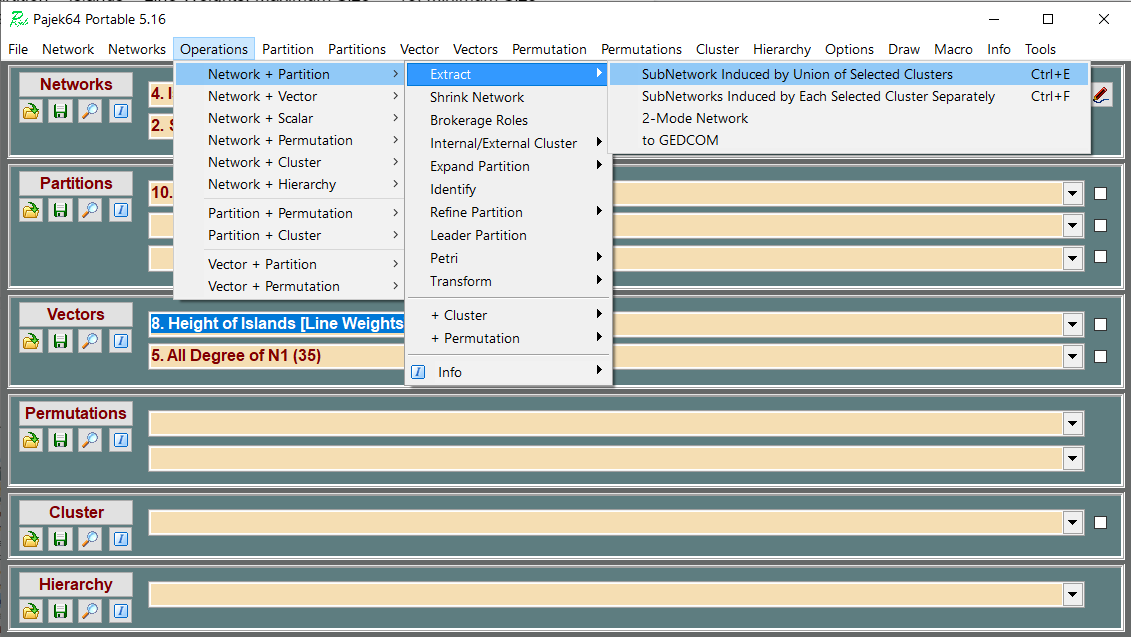 Pajek64 Portable 5.16
File Network Networks Operations Partition Partitions Vector Vectors Permutation Permutations Cluster Hierarchy Options Draw Macro Info Tools
Network + Partition
Network + Vector
Network + Scalar
Network + Permutation
Network + Cluster
Network + Hierarchy
Partition + Permutation
Partition + Cluster
Vector + Partition
Vector + Permutation
Extract
Shrink Network
Brokerage Roles
Internal/External Cluster
Expand Partition
Identify
Refine Partition
Leader Partition
Petri
Transform
+ Cluster
+ Permutation
Info
SubNetwork Induced by Union of Selected Clusters Ctrl+E
SubNetworks Induced by Each Selected Cluster Separately Ctrl+F
2-Mode Network
to GEDCOM
Networks
4. I
2. S
Partitions
10.
Vectors
8. Height of Islands [Line Weights
5. All Degree of N1 (35)
Permutations
Cluster
Hierarchy